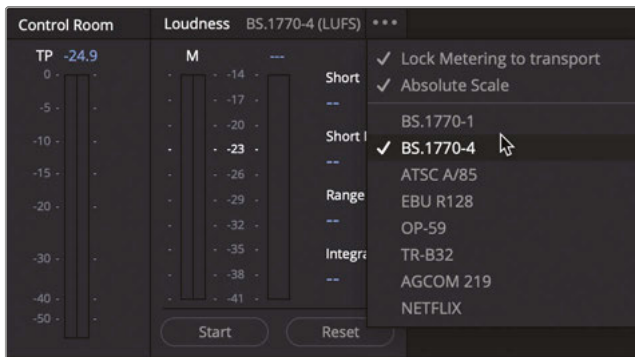 Control Room
Loudness BS.1770-4 (LUFS) •••
TP -24.9
M ---
0
-5
-10
-15
-20
-30
-40
-50
-14
-17
-20
-23
-26
-29
-32
-35
-38
-41
Short
--
Short
--
Range
--
Integra
--
Start
Reset
✓ Lock Metering to transport
✓ Absolute Scale
BS.1770-1
✓ BS.1770-4
ATSC A/85
EBU R128
OP-59
TR-B32
AGCOM 219
NETFLIX